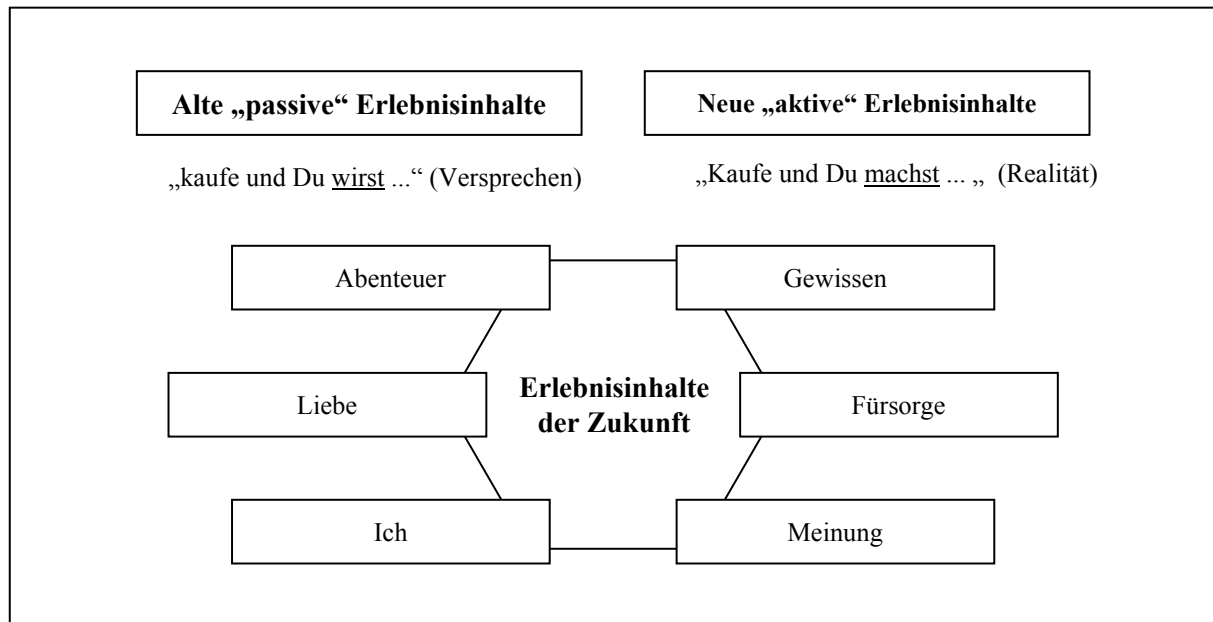 Alte „passive“ Erlebnisinhalte
Neue „aktive“ Erlebnisinhalte
„kaufe und Du wirst ...“ (Versprechen)
„Kaufe und Du machst ... „ (Realität)
Abenteuer
Gewissen
Liebe
Erlebnisinhalte
der Zukunft
Fürsorge
Ich
Meinung